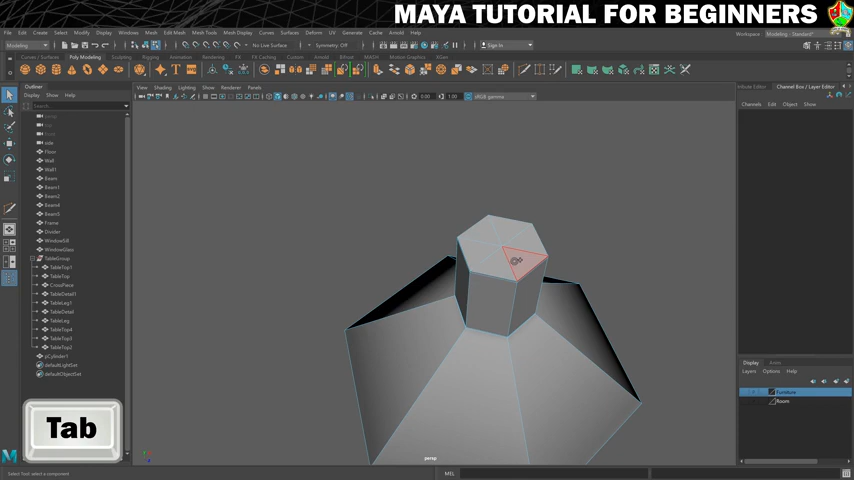 MAYA TUTORIAL FOR BEGINNERS
File Edit Create Select Modify Display Windows Mesh Edit Mesh Mesh Tools Mesh Display Curves Surfaces Deform UV Generate Cache Arnold Help
Workspace: Modeling - Standard*
Modeling No Live Surface Symmetry: Off Sign In
Curves / Surfaces Poly Modeling Sculpting Rigging Animation Rendering FX FX Caching Custom Arnold Bifrost MASH Motion Graphics XGen
Outliner
Display Show Help
Search...
View Shading Lighting Show Renderer Panels
0.00 1.00 sRGB gamma
Channel Box / Layer Editor
Channels Edit Object Show
persp
top
front
side
Floor
Wall
Wall1
Beam
Beam1
Beam2
Beam4
Beam3
Beam5
Frame
Divider
WindowSill
WindowGlass
TableGroup
TableTop1
TableTop
CrossPiece
TableDetail1
TableLeg1
TableDetail
TableLeg
TableTop4
TableTop3
TableTop2
pCylinder1
defaultLightSet
defaultObjectSet
Display Anim
Layers Options Help
Furniture
Room
Tab
persp
Select Tool: select a component
MEL